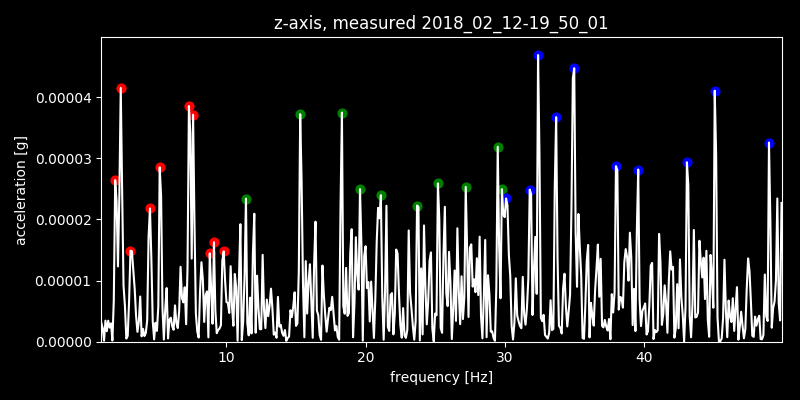 z-axis, measured 2018_02_12-19_50_01
0.00004
0.00003
0.00002
0.00001
0.00000
acceleration [g]
10 20 30 40
frequency [Hz]